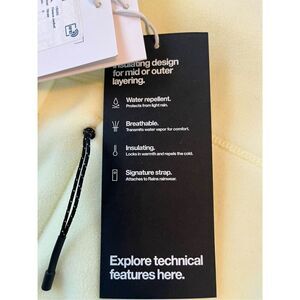 Insulating design
for mid or outer
layering.
Water repellent.
Protects from light rain.
Breathable.
Transmits water vapor for comfort.
Insulating.
Locks in warmth and repels the cold.
Signature strap.
Attaches to Rains rainwear.
Explore technical
features here.